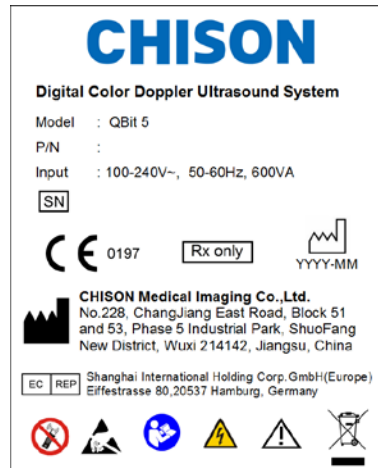 CHISON
Digital Color Doppler Ultrasound System
Model : QBit 5
P/N :
Input : 100-240V~, 50-60Hz, 600VA
SN
CE 0197 Rx only
YYYY-MM
CHISON Medical Imaging Co.,Ltd.
No.228, ChangJiang East Road, Block 51
and 53, Phase 5 Industrial Park, ShuoFang
New District, Wuxi 214142, Jiangsu, China
EC REP Shanghai International Holding Corp.GmbH(Europe)
Eiffestrasse 80,20537 Hamburg, Germany